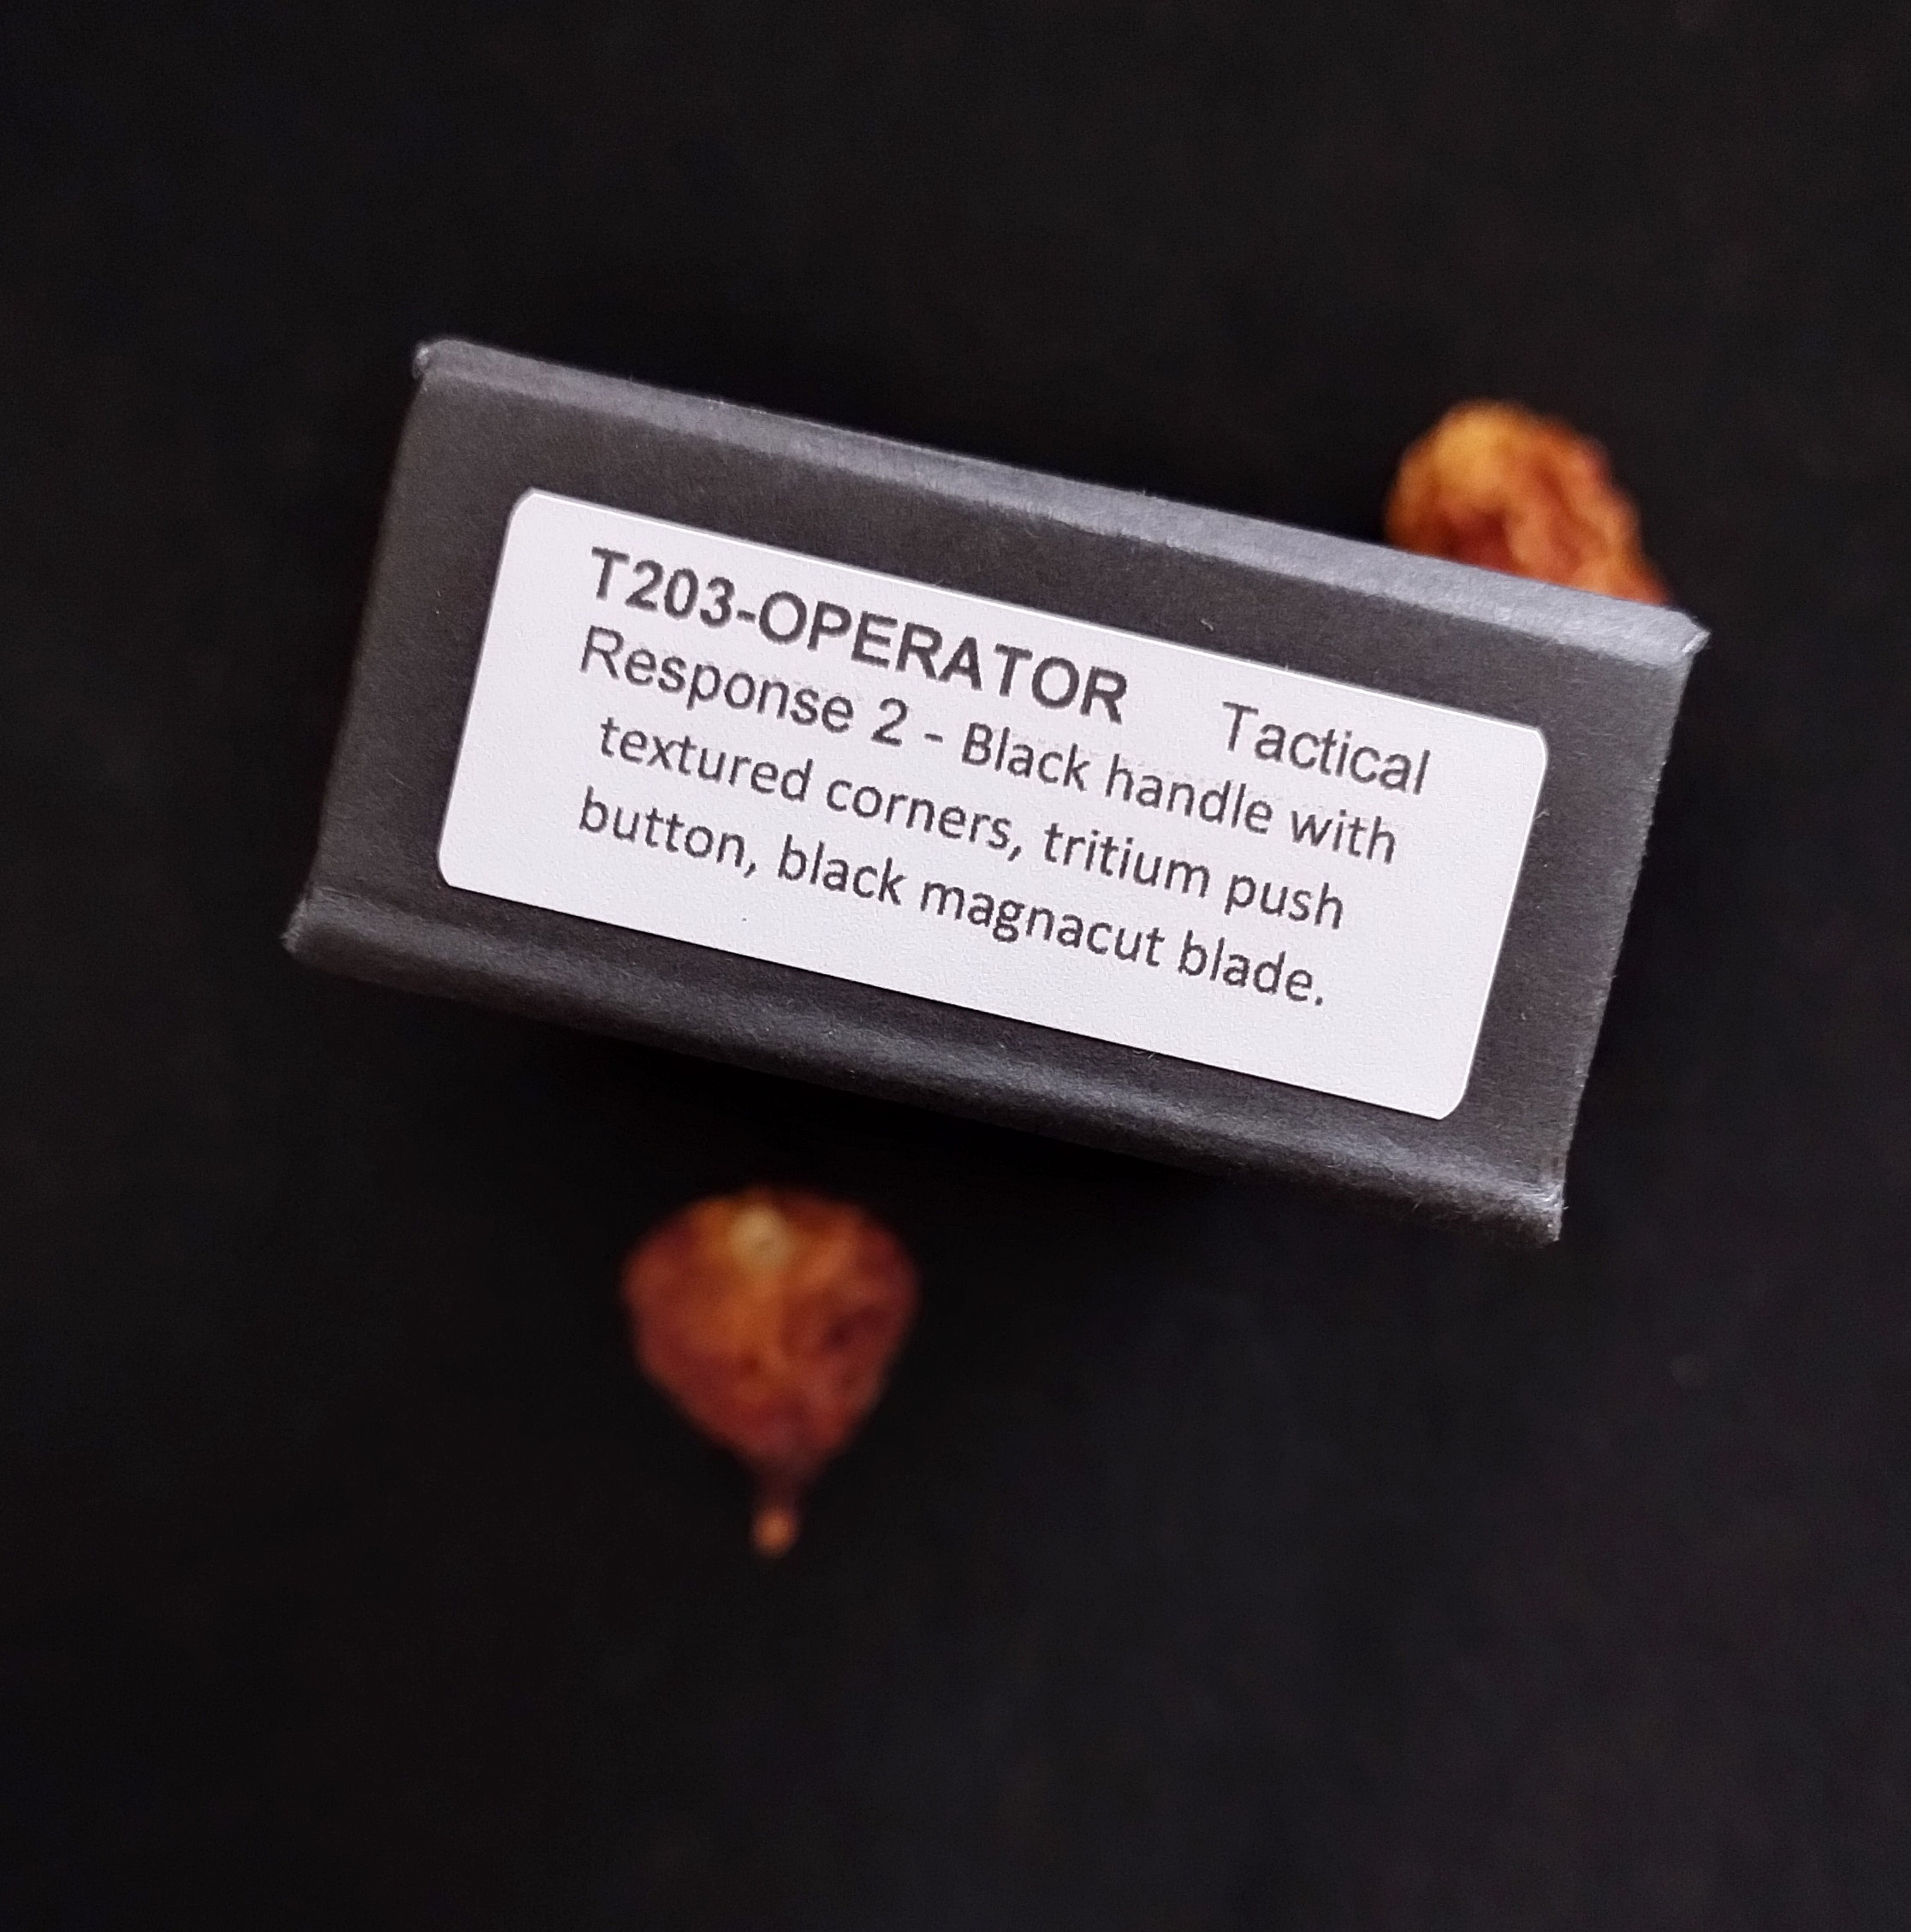 T203-OPERATOR Tactical
Response 2 - Black handle with
textured corners, tritium push
button, black magnacut blade.